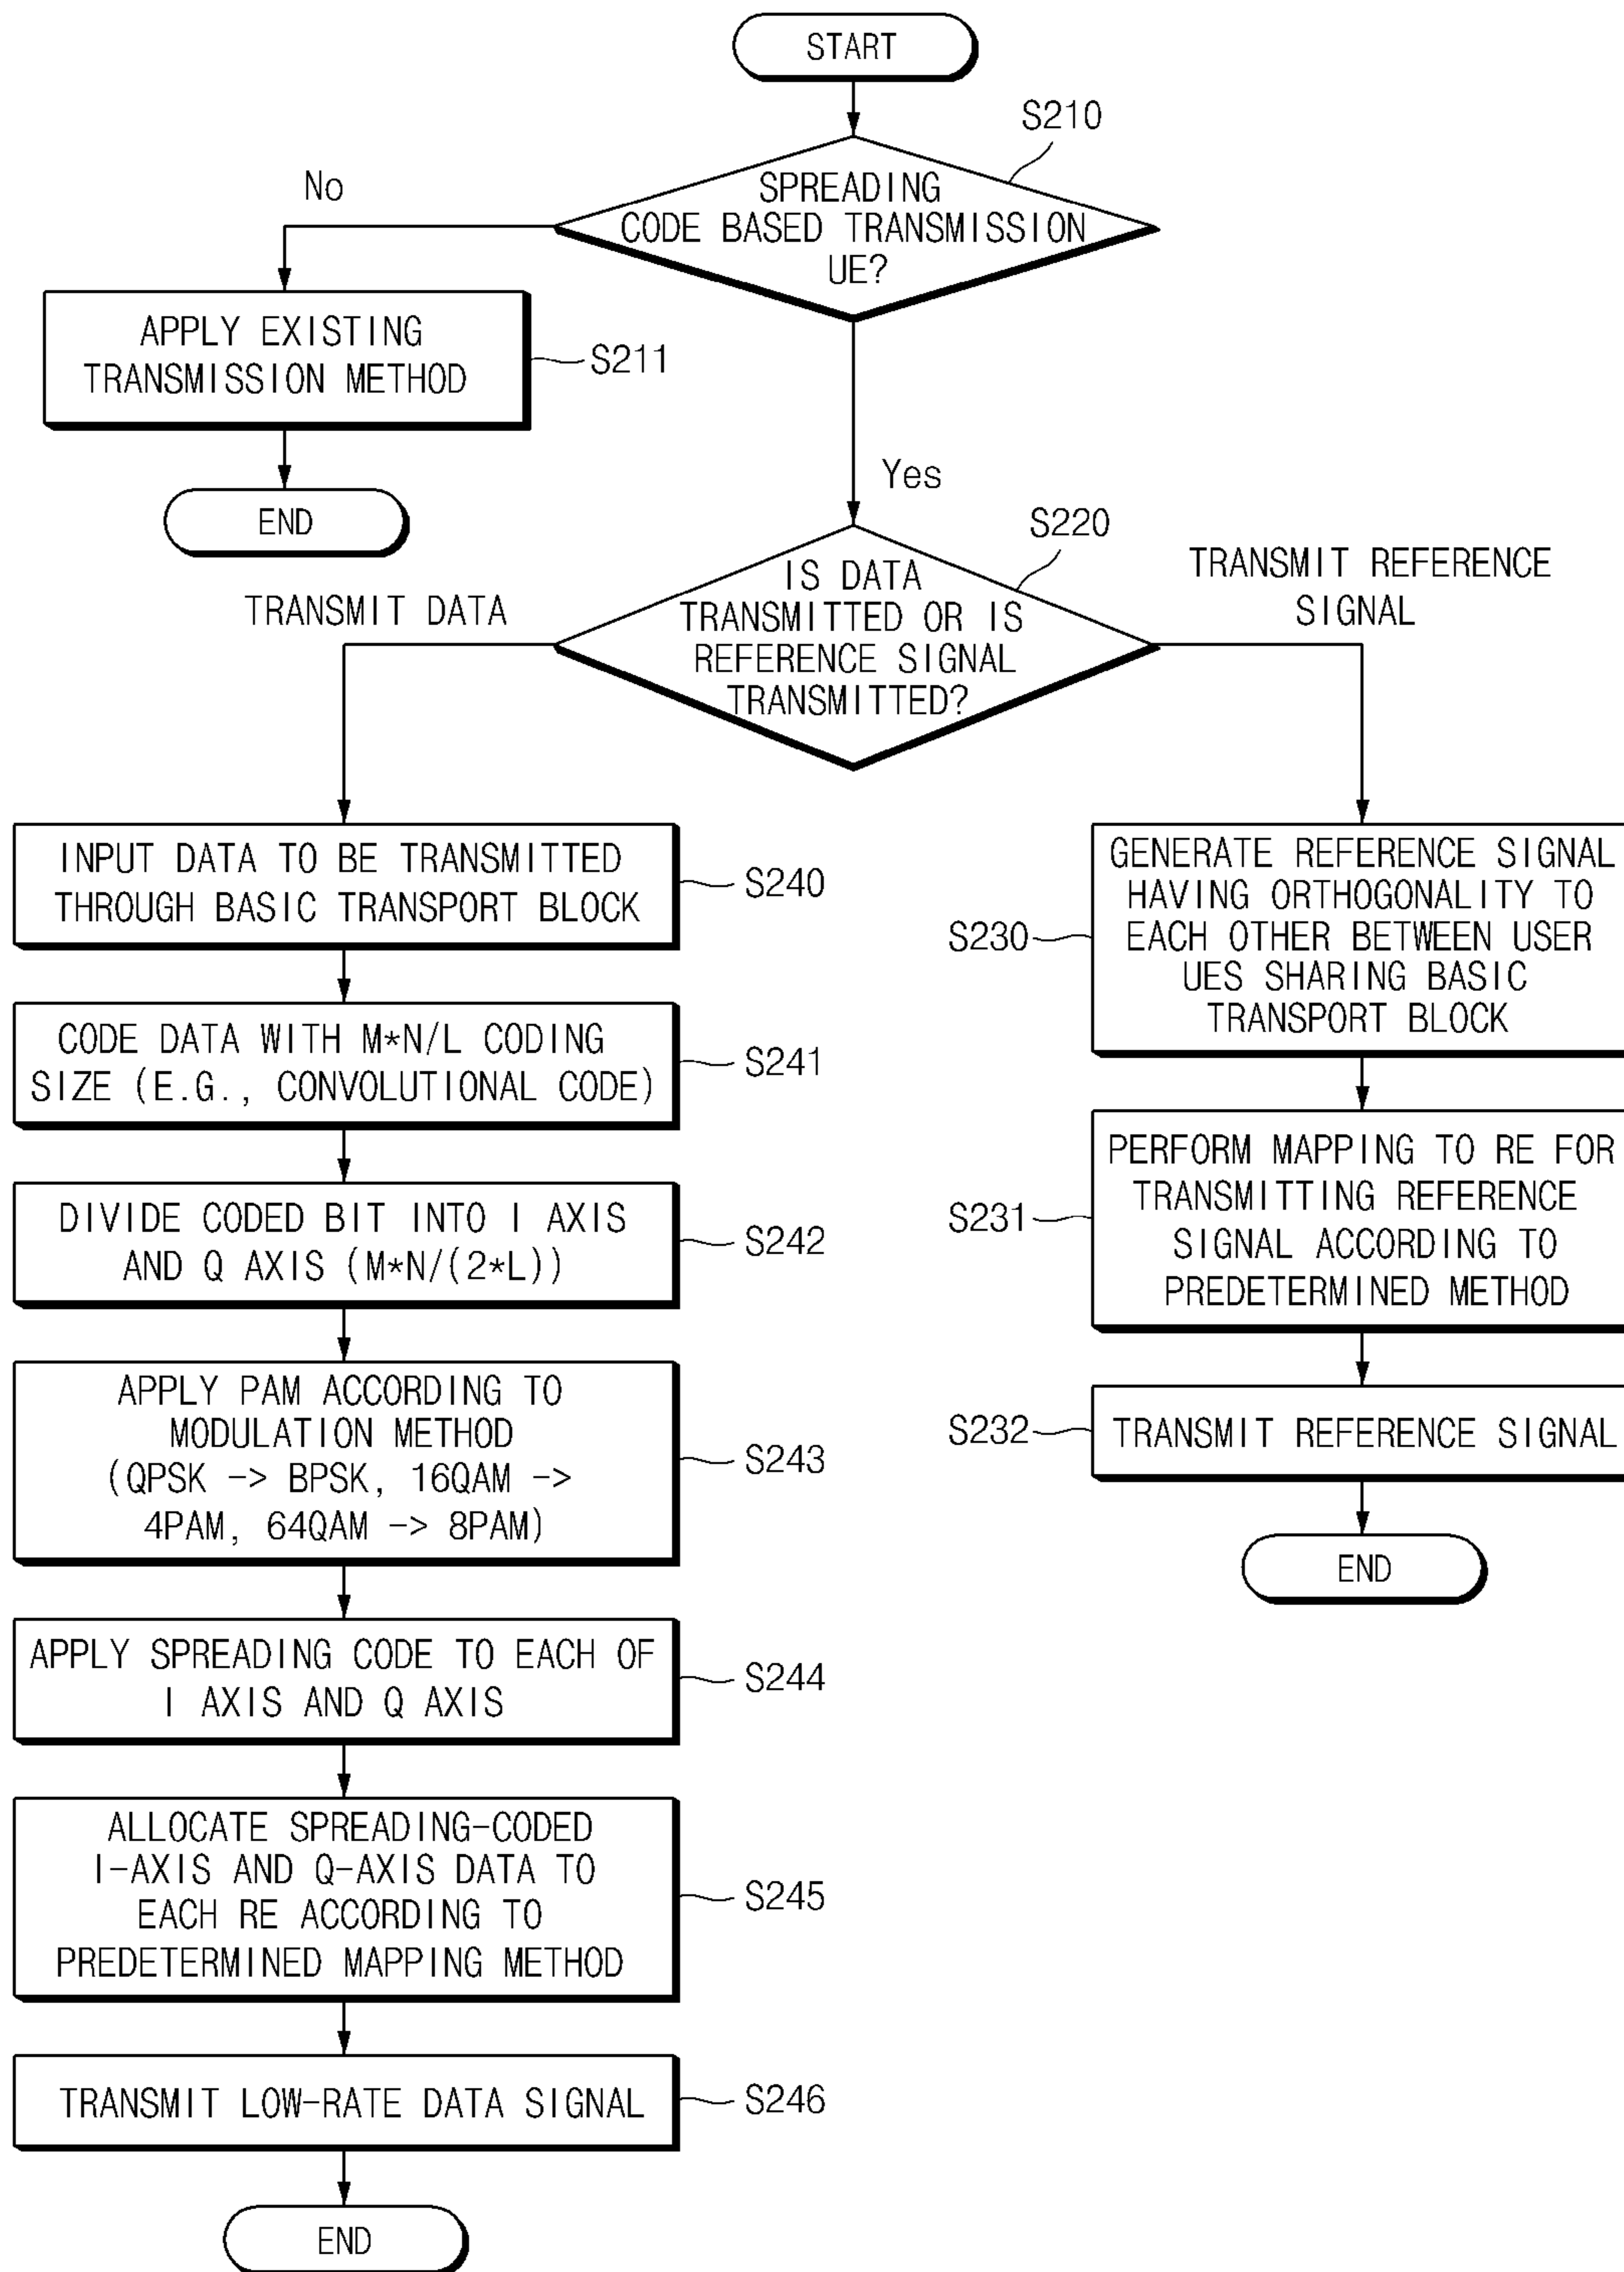 START
S210
No
SPREADING
CODE BASED TRANSMISSION
UE?
APPLY EXISTING
TRANSMISSION METHOD
S211
END
Yes
S220
TRANSMIT DATA
IS DATA
TRANSMITTED OR IS
REFERENCE SIGNAL
TRANSMITTED?
TRANSMIT REFERENCE
SIGNAL
INPUT DATA TO BE TRANSMITTED
THROUGH BASIC TRANSPORT BLOCK
S240
CODE DATA WITH M*N/L CODING
SIZE (E.G., CONVOLUTIONAL CODE)
S241
DIVIDE CODED BIT INTO I AXIS
AND Q AXIS (M*N/(2*L))
S242
APPLY PAM ACCORDING TO
MODULATION METHOD
(QPSK -> BPSK, 16QAM ->
4PAM, 64QAM -> 8PAM)
S243
APPLY SPREADING CODE TO EACH OF
I AXIS AND Q AXIS
S244
ALLOCATE SPREADING-CODED
I-AXIS AND Q-AXIS DATA TO
EACH RE ACCORDING TO
PREDETERMINED MAPPING METHOD
S245
TRANSMIT LOW-RATE DATA SIGNAL
S246
END
GENERATE REFERENCE SIGNAL
HAVING ORTHOGONALITY TO
EACH OTHER BETWEEN USER
UES SHARING BASIC
TRANSPORT BLOCK
S230
PERFORM MAPPING TO RE FOR
TRANSMITTING REFERENCE
SIGNAL ACCORDING TO
PREDETERMINED METHOD
S231
TRANSMIT REFERENCE SIGNAL
S232
END